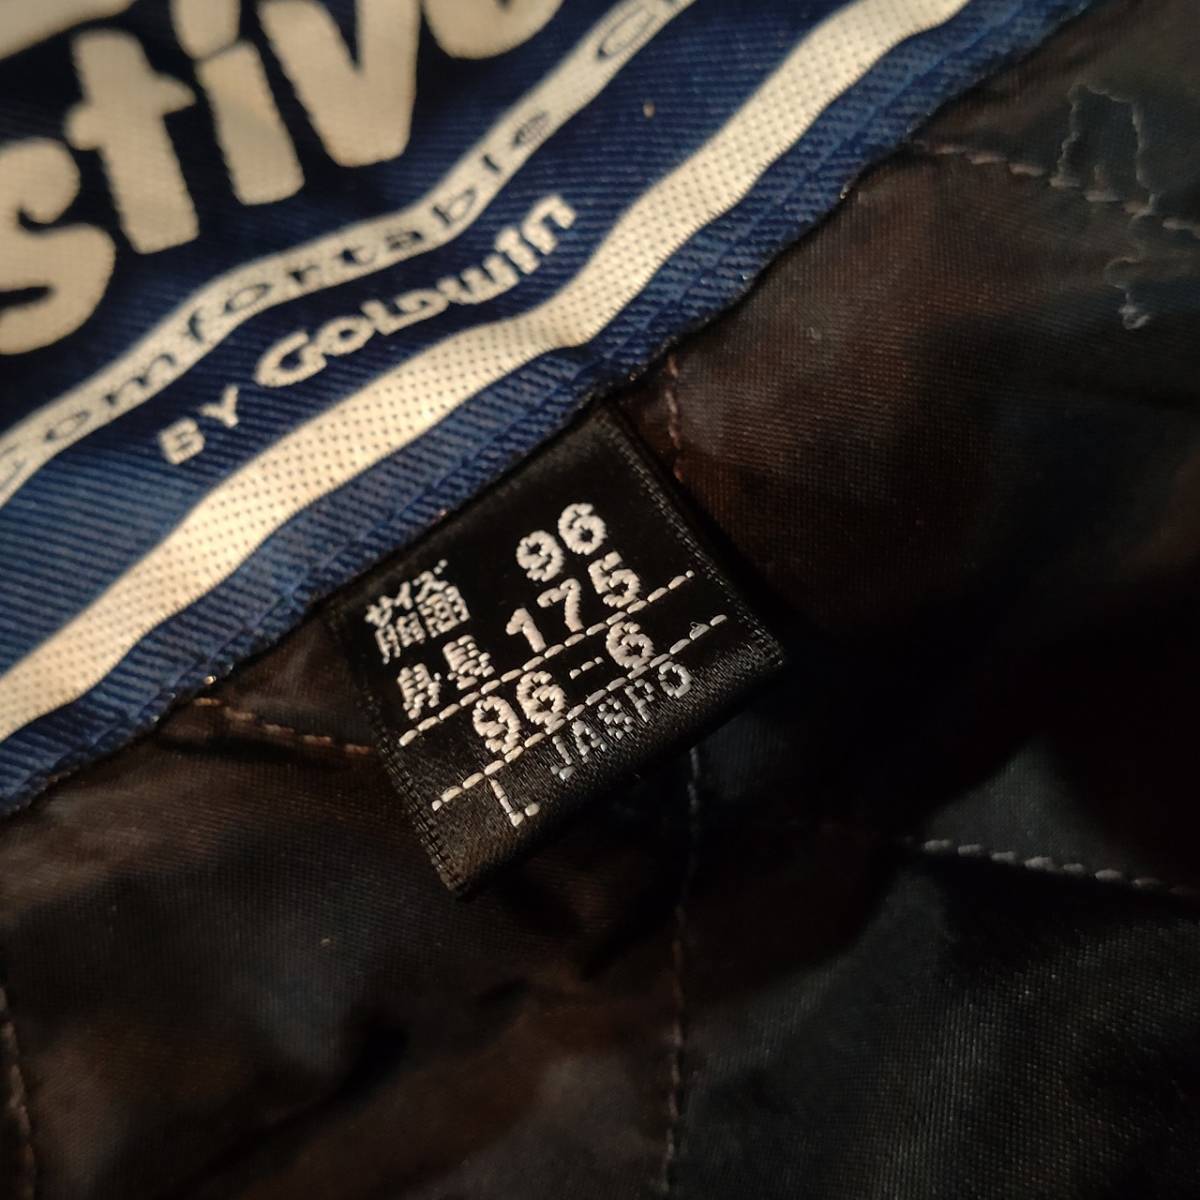 stive
Comfortable
BY GOLDWIN
サイズ
胸囲 96
身長 175
96-6
L
JASPO